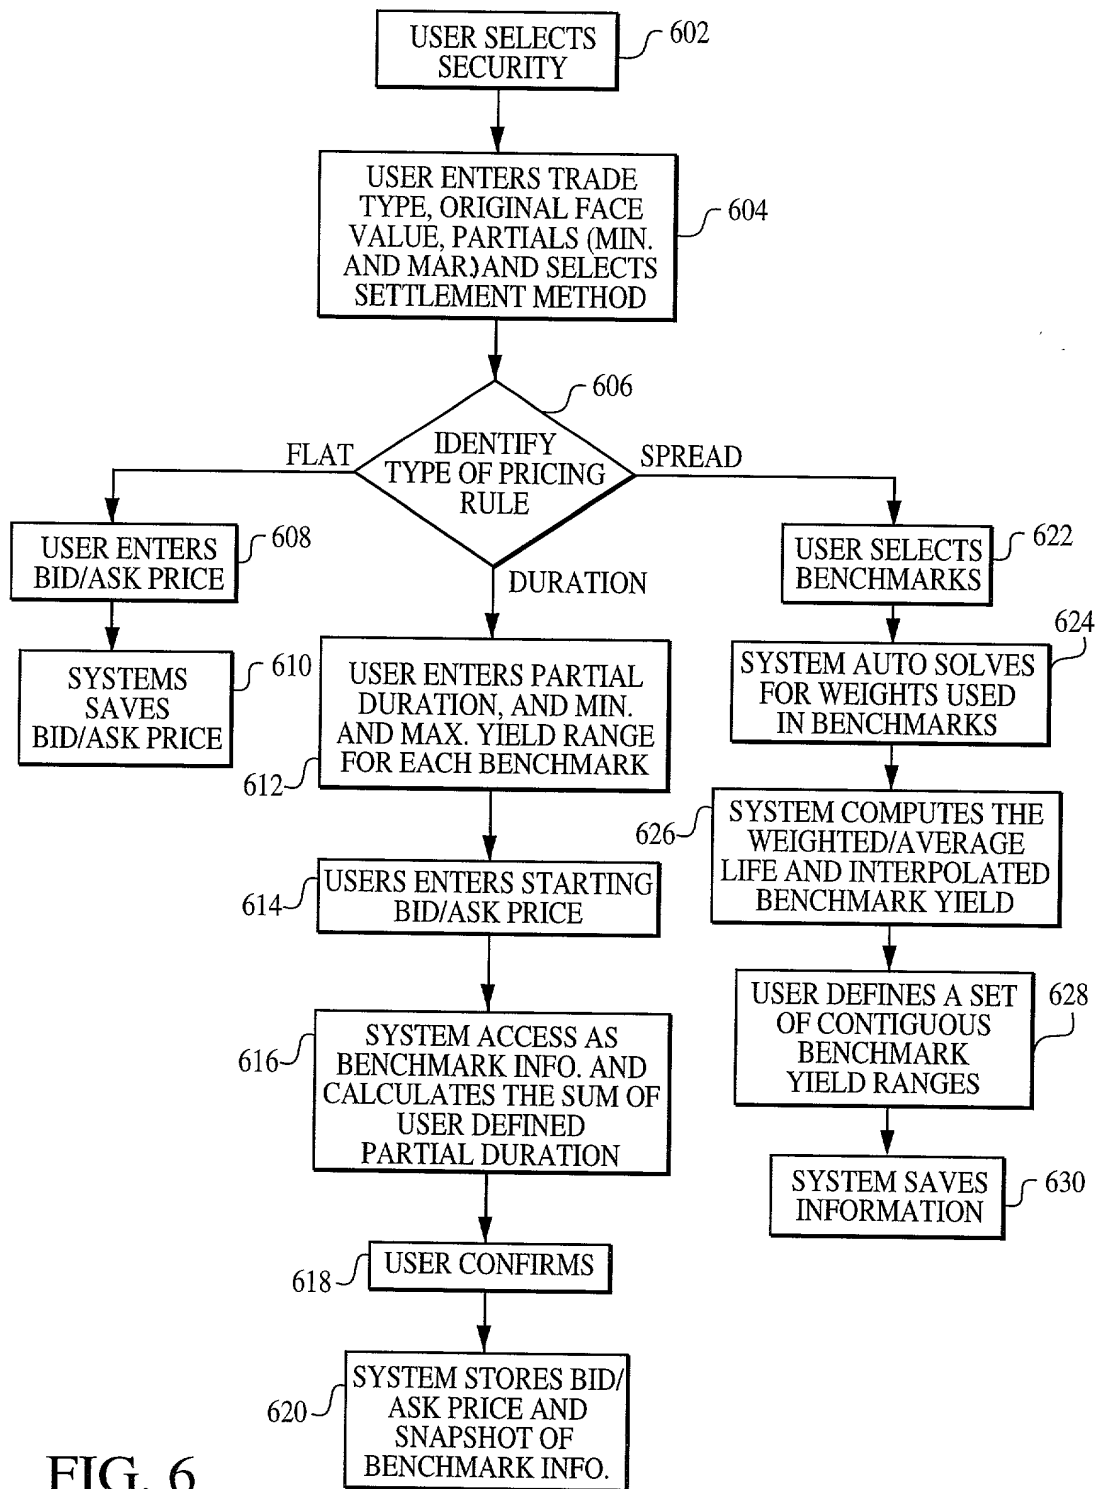 USER SELECTS
SECURITY
602
USER ENTERS TRADE
TYPE, ORIGINAL FACE
VALUE, PARTIALS (MIN.
AND MAR.) AND SELECTS
SETTLEMENT METHOD
604
606
IDENTIFY
TYPE OF PRICING
RULE
FLAT
SPREAD
DURATION
USER ENTERS
BID/ASK PRICE
608
SYSTEMS
SAVES
BID/ASK PRICE
610
USER ENTERS PARTIAL
DURATION, AND MIN.
AND MAX. YIELD RANGE
FOR EACH BENCHMARK
612
USERS ENTERS STARTING
BID/ASK PRICE
614
SYSTEM ACCESS AS
BENCHMARK INFO. AND
CALCULATES THE SUM OF
USER DEFINED
PARTIAL DURATION
616
USER CONFIRMS
618
SYSTEM STORES BID/
ASK PRICE AND
SNAPSHOT OF
BENCHMARK INFO.
620
USER SELECTS
BENCHMARKS
622
SYSTEM AUTO SOLVES
FOR WEIGHTS USED
IN BENCHMARKS
624
SYSTEM COMPUTES THE
WEIGHTED/AVERAGE
LIFE AND INTERPOLATED
BENCHMARK YIELD
626
USER DEFINES A SET
OF CONTIGUOUS
BENCHMARK
YIELD RANGES
628
SYSTEM SAVES
INFORMATION
630
FIG. 6